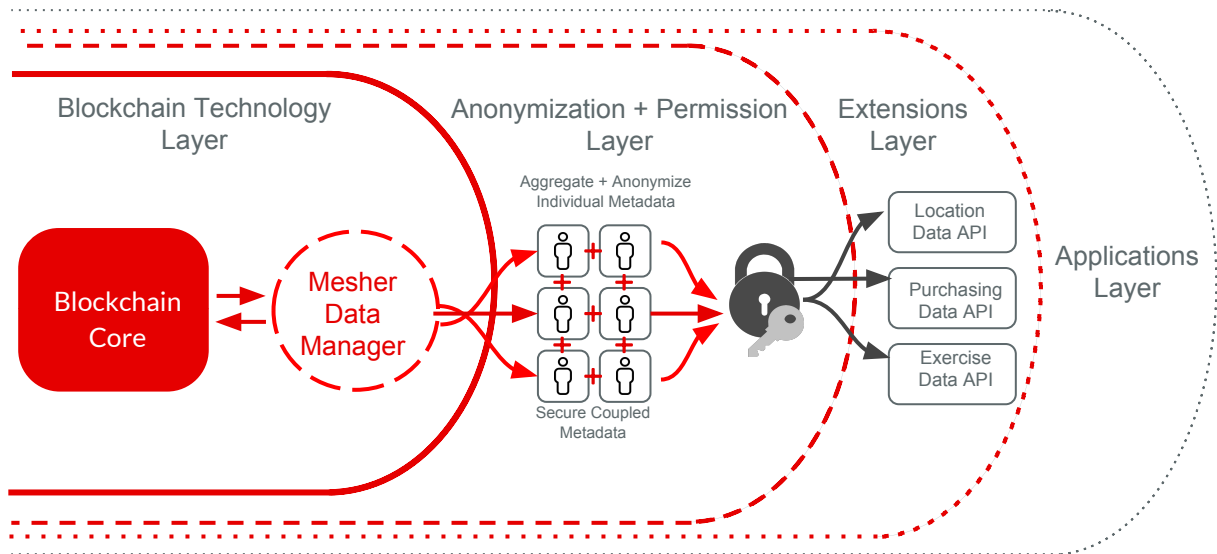 Blockchain Technology
Layer
Anonymization + Permission
Layer
Extensions
Layer
Applications
Layer
Blockchain
Core
Mesher
Data
Manager
Aggregate + Anonymize
Individual Metadata
Secure Coupled
Metadata
Location
Data API
Purchasing
Data API
Exercise
Data API